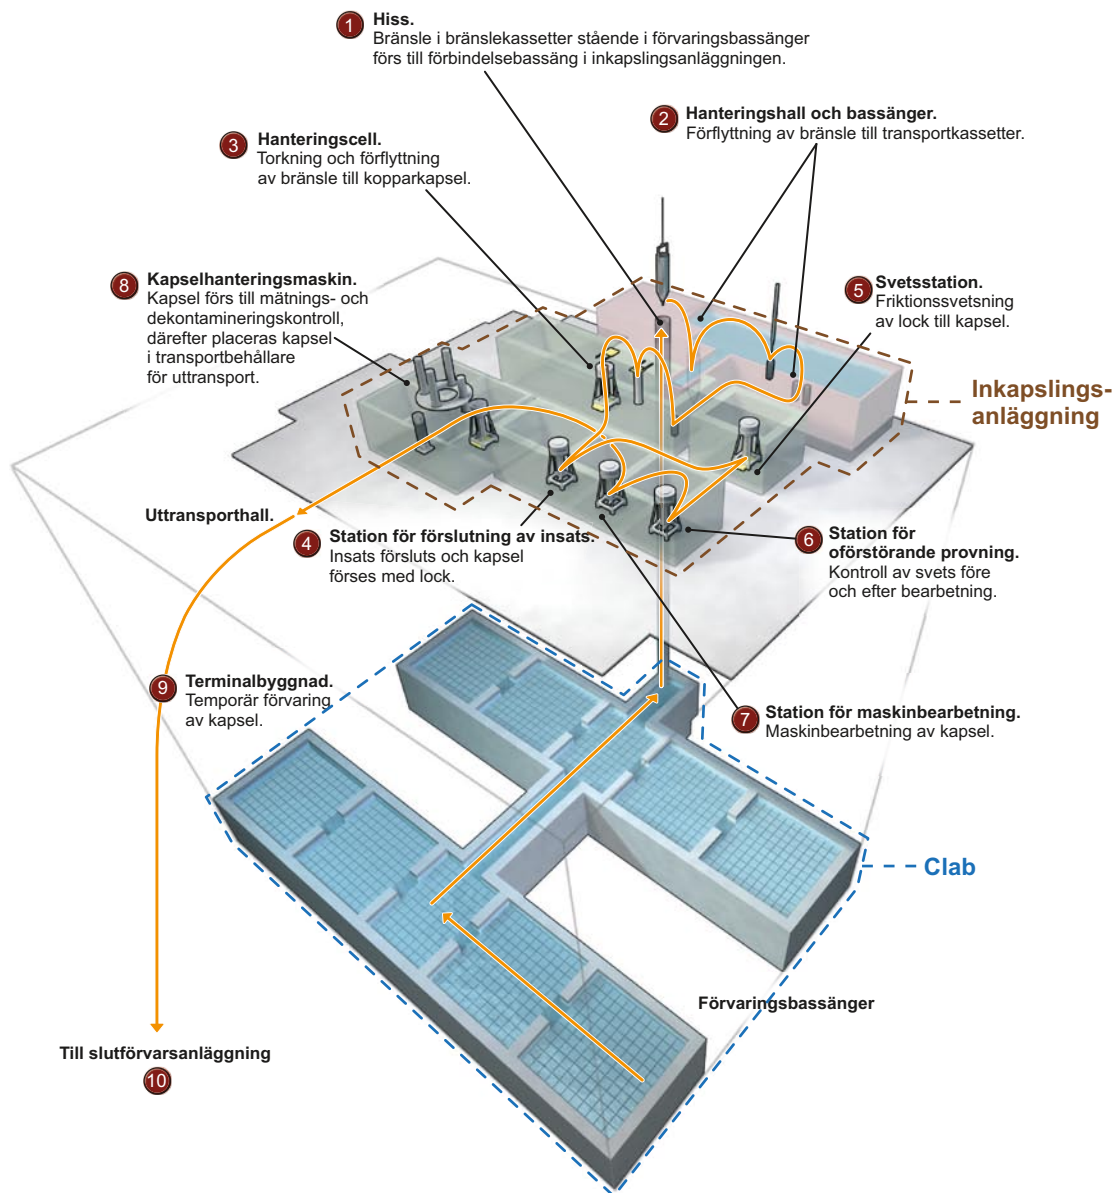 1
Hiss.
Bränsle i bränslekassetter stående i förvaringsbassänger
förs till förbindelsebassäng i inkapslingsanläggningen.
2
Hanteringshall och bassänger.
Förflyttning av bränsle till transportkassetter.
3
Hanteringscell.
Torkning och förflyttning
av bränsle till kopparkapsel.
8
Kapselhanteringsmaskin.
Kapsel förs till mätnings- och
dekontamineringskontroll,
därefter placeras kapsel
i transportbehållare
för uttransport.
5
Svetsstation.
Friktionssvetsning
av lock till kapsel.
Inkapslings-
anläggning
Uttransporthall.
4
Station för förslutning av insats.
Insats försluts och kapsel
förses med lock.
6
Station för
oförstörande provning.
Kontroll av svets före
och efter bearbetning.
9
Terminalbyggnad.
Temporär förvaring
av kapsel.
7
Station för maskinbearbetning.
Maskinbearbetning av kapsel.
Clab
Förvaringsbassänger
Till slutförvarsanläggning
10